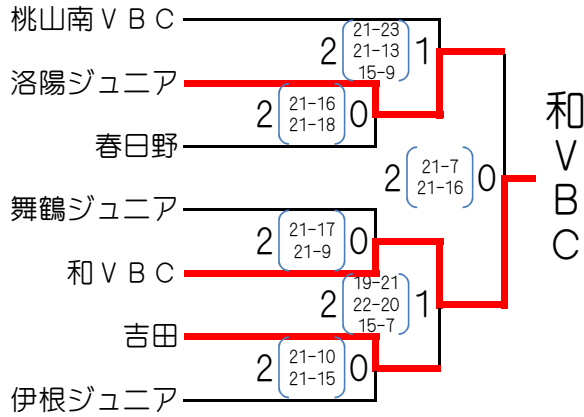 桃山南ＶＢＣ
2 21-23 1
21-13
15-9
洛陽ジュニア
2 21-16 0
21-18
春日野
2 21-7 0
21-16
和ＶＢＣ
舞鶴ジュニア
2 21-17 0
21-9
和ＶＢＣ
2 19-21 1
22-20
15-7
吉田
2 21-10 0
21-15
伊根ジュニア